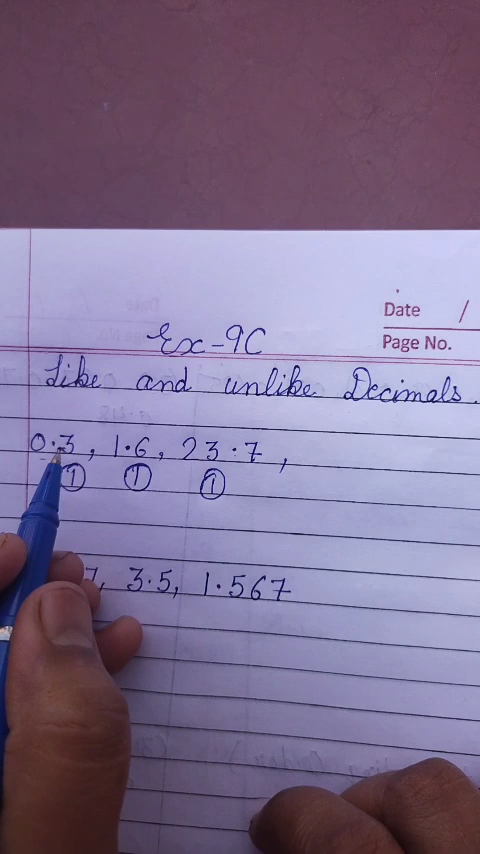 Date /
Page No.
Ex-9C
Like and unlike Decimals.
0.3, 1.6, 23.7,
1 1 1
7, 3.5, 1.567